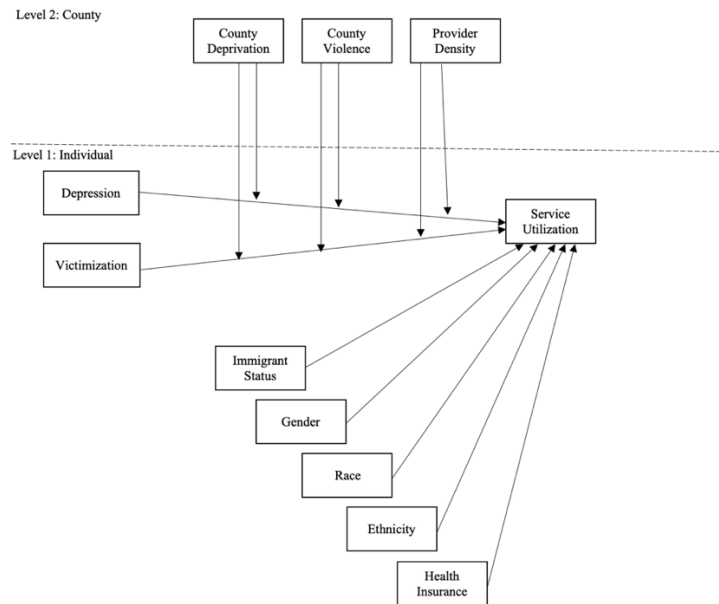 Level 2: County
County
Deprivation
County
Violence
Provider
Density
Level 1: Individual
Depression
Service
Utilization
Victimization
Immigrant
Status
Gender
Race
Ethnicity
Health
Insurance